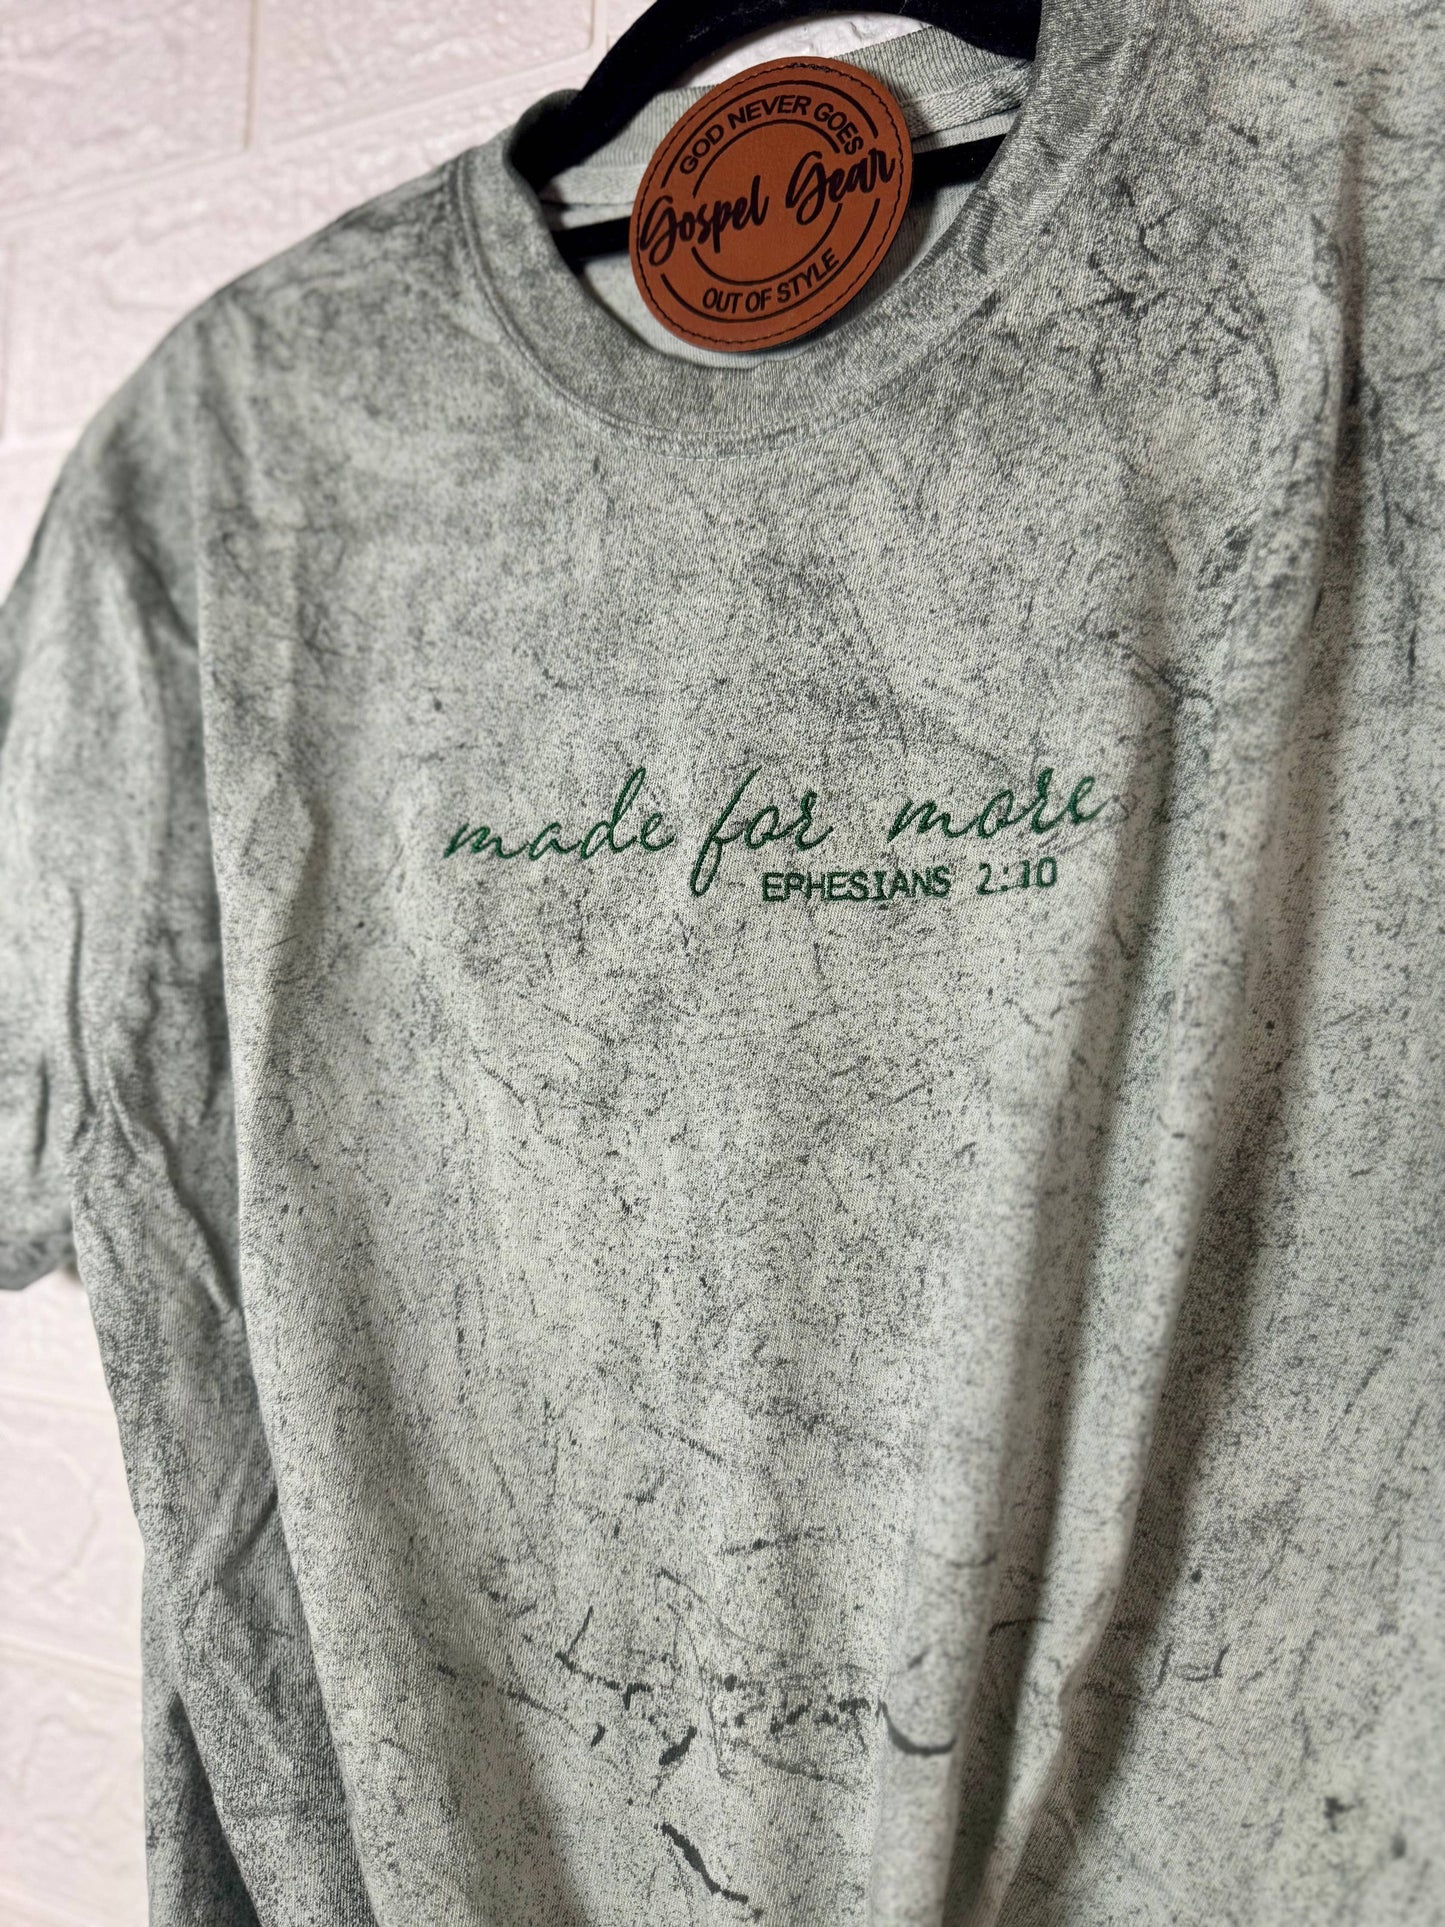 GOD NEVER GOES
Gospel Gear
OUT OF STYLE
made for more
EPHESIANS 2:10